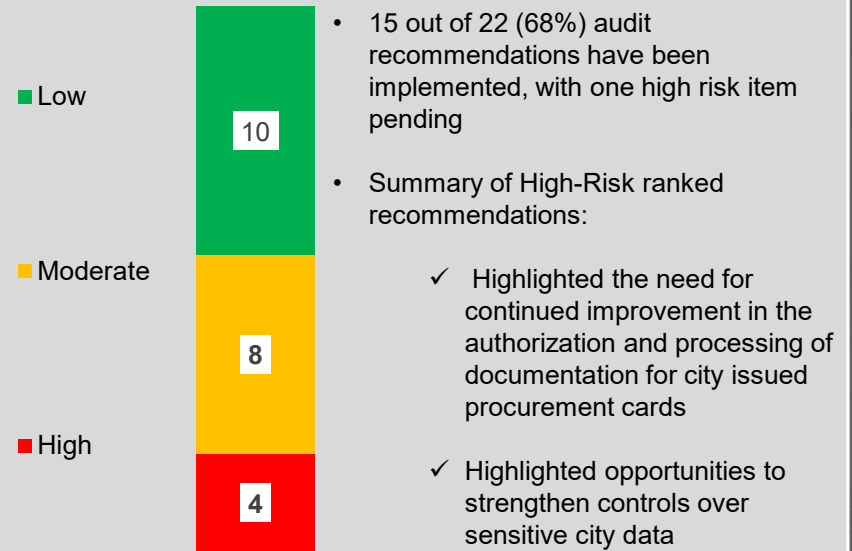 Low
Moderate
High
10
8
4
• 15 out of 22 (68%) audit
recommendations have been
implemented, with one high risk item
pending
• Summary of High-Risk ranked
recommendations:
✓ Highlighted the need for
continued improvement in the
authorization and processing of
documentation for city issued
procurement cards
✓ Highlighted opportunities to
strengthen controls over
sensitive city data